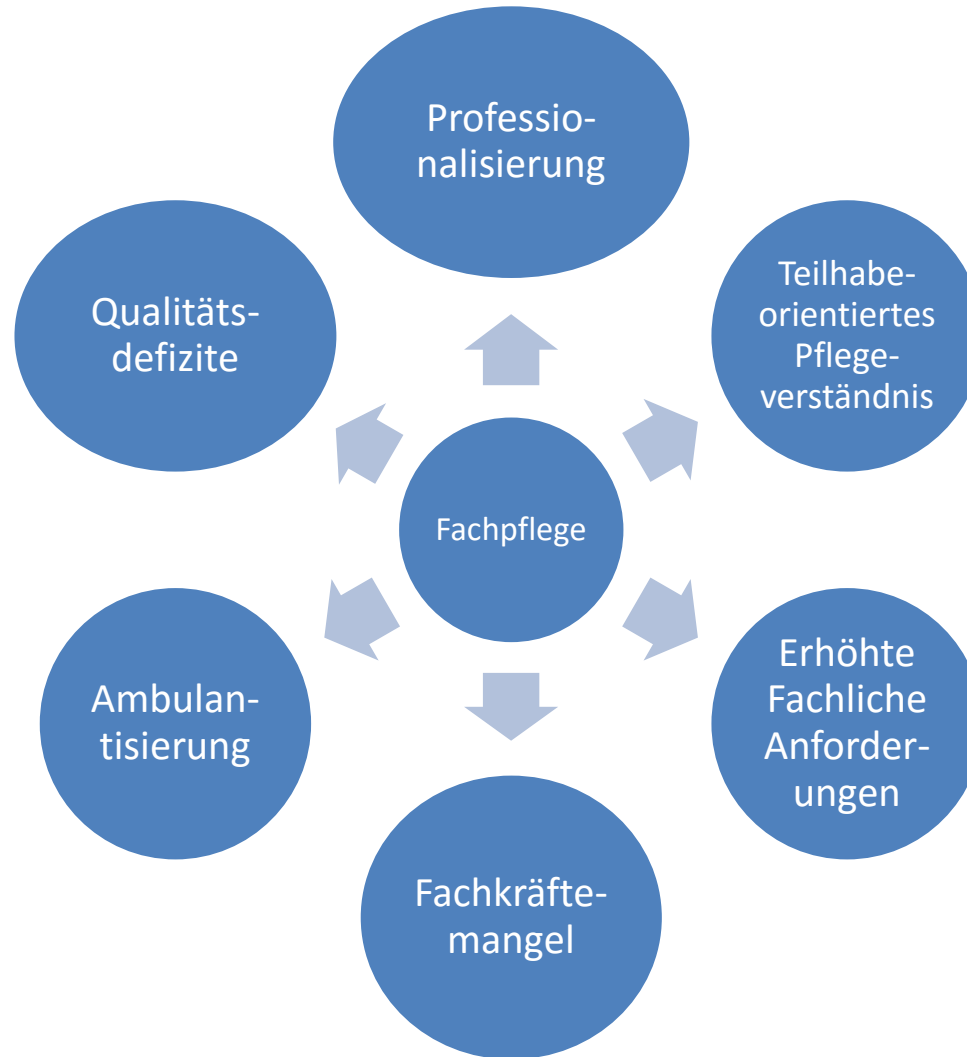 Professio-
nalisierung
Teilhabe-
orientiertes
Pflege-
verständnis
Erhöhte
Fachliche
Anforder-
ungen
Fachkräfte-
mangel
Ambulan-
tisierung
Qualitäts-
defizite
Fachpflege